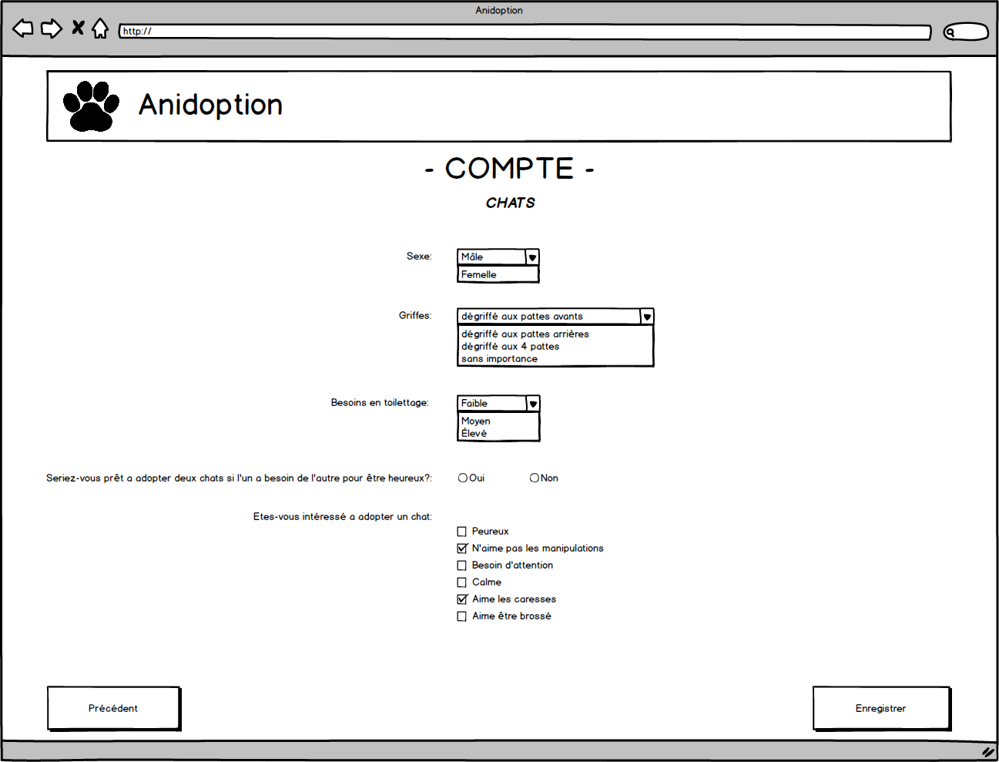 Anidoption
http://
Anidoption
- COMPTE -
CHATS
Sexe:
Mâle
Femelle
Griffes:
dégriffé aux pattes avants
dégriffé aux pattes arrières
dégriffé aux 4 pattes
sans importance
Besoins en toilettage:
Faible
Moyen
Élevé
Seriez-vous prêt a adopter deux chats si l'un a besoin de l'autre pour être heureux?:
Oui
Non
Etes-vous intéressé a adopter un chat:
Peureux
N'aime pas les manipulations
Besoin d'attention
Calme
Aime les caresses
Aime être brossé
Précédent
Enregistrer